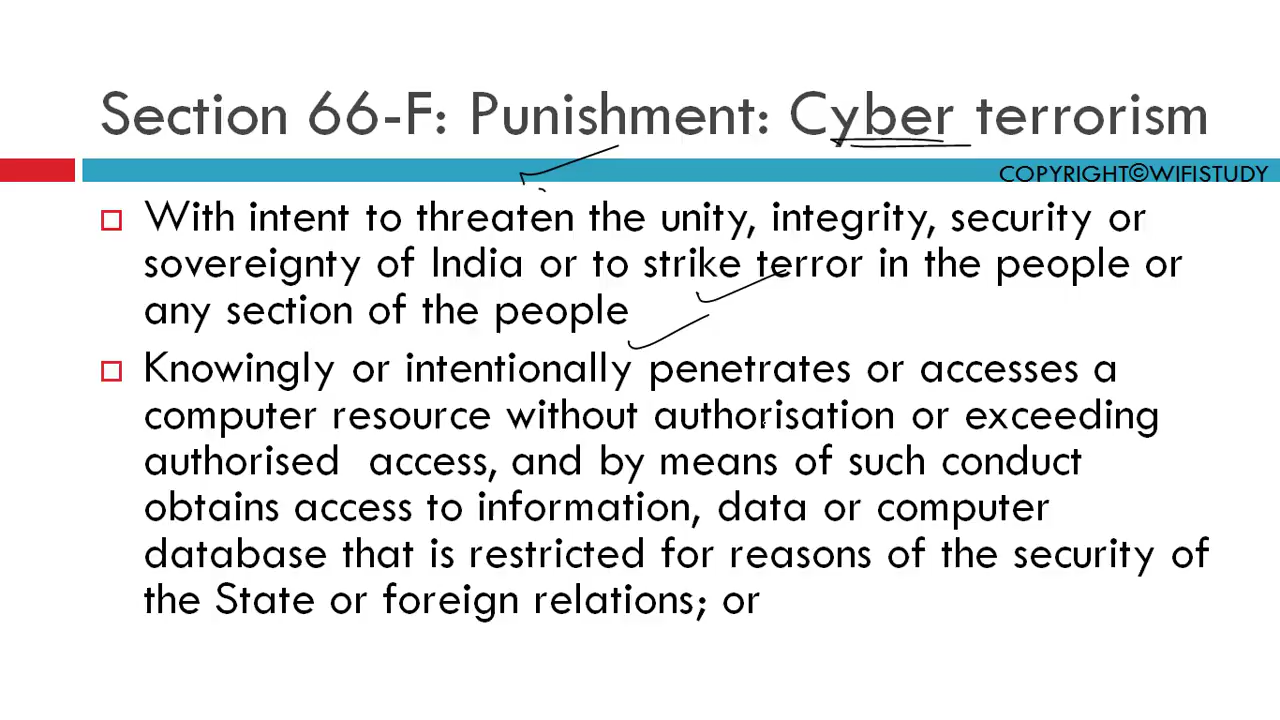 Section 66-F: Punishment: Cyber terrorism
COPYRIGHT©WIFISTUDY
With intent to threaten the unity, integrity, security or
sovereignty of India or to strike terror in the people or
any section of the people
Knowingly or intentionally penetrates or accesses a
computer resource without authorisation or exceeding
authorised access, and by means of such conduct
obtains access to information, data or computer
database that is restricted for reasons of the security of
the State or foreign relations; or